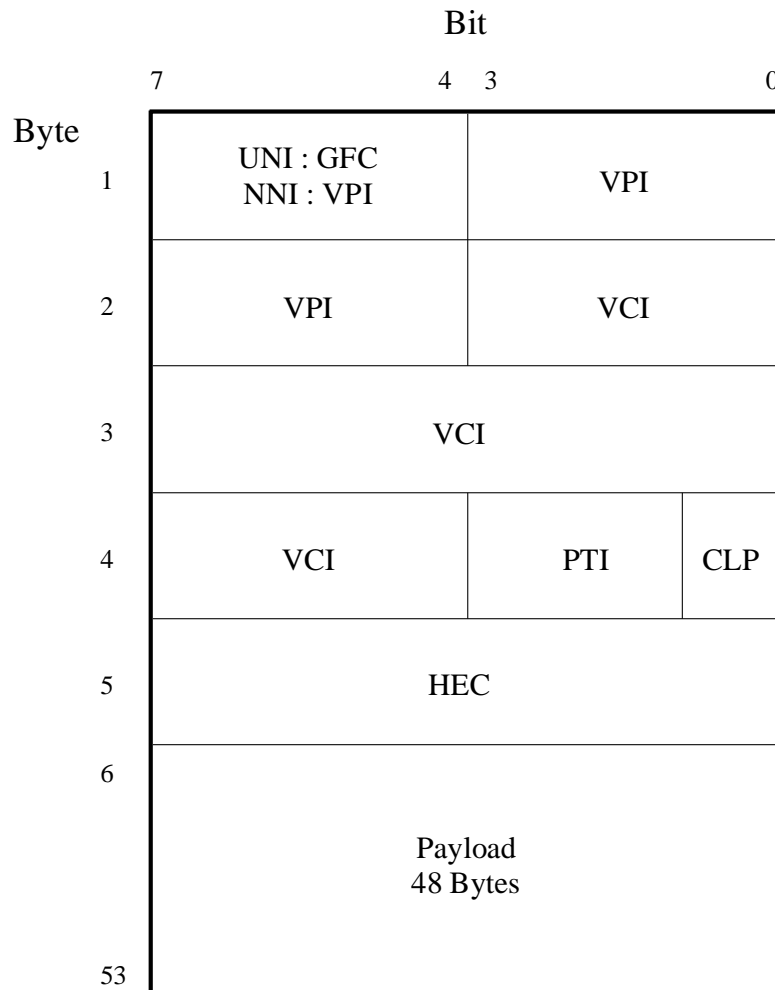 Bit
7 4 3 0
Byte
1
UNI : GFC
NNI : VPI
VPI
2
VPI
VCI
3
VCI
4
VCI
PTI
CLP
5
HEC
6
Payload
48 Bytes
53